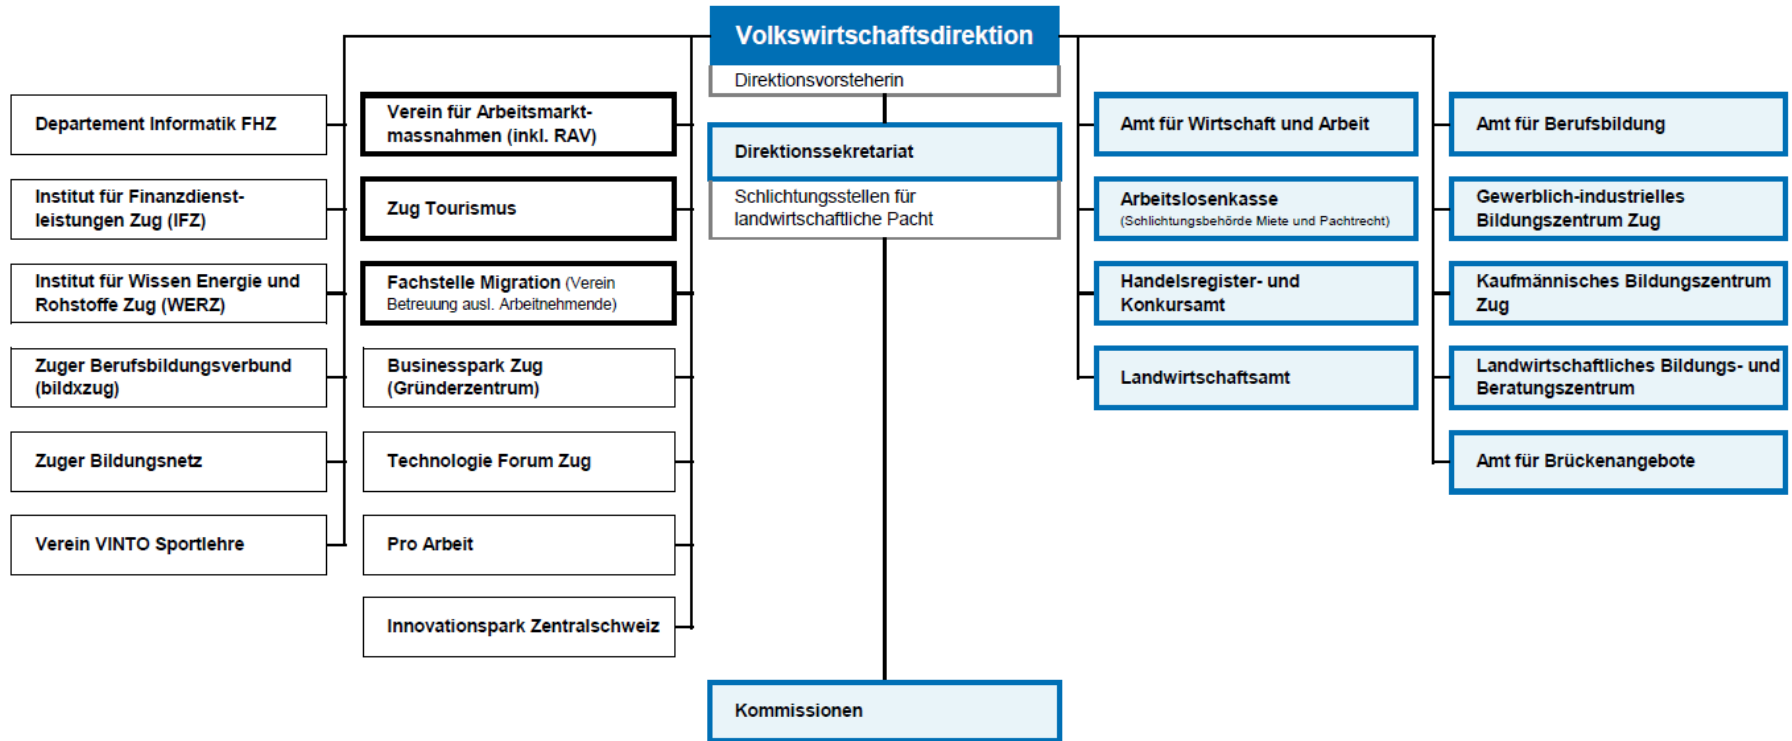 Volkswirtschaftsdirektion
Direktionsvorsteherin
Departement Informatik FHZ
Institut für Finanzdienst-
leistungen Zug (IFZ)
Institut für Wissen Energie und
Rohstoffe Zug (WERZ)
Zuger Berufsbildungsverbund
(bildxzug)
Zuger Bildungsnetz
Verein VINTO Sportlehre
Verein für Arbeitsmarkt-
massnahmen (inkl. RAV)
Zug Tourismus
Fachstelle Migration (Verein
Betreuung ausl. Arbeitnehmende)
Businesspark Zug
(Gründerzentrum)
Technologie Forum Zug
Pro Arbeit
Innovationspark Zentralschweiz
Direktionssekretariat
Schlichtungsstellen für
landwirtschaftliche Pacht
Kommissionen
Amt für Wirtschaft und Arbeit
Arbeitslosenkasse
(Schlichtungsbehörde Miete und Pachtrecht)
Handelsregister- und
Konkursamt
Landwirtschaftsamt
Amt für Berufsbildung
Gewerblich-industrielles
Bildungszentrum Zug
Kaufmännisches Bildungszentrum
Zug
Landwirtschaftliches Bildungs- und
Beratungszentrum
Amt für Brückenangebote